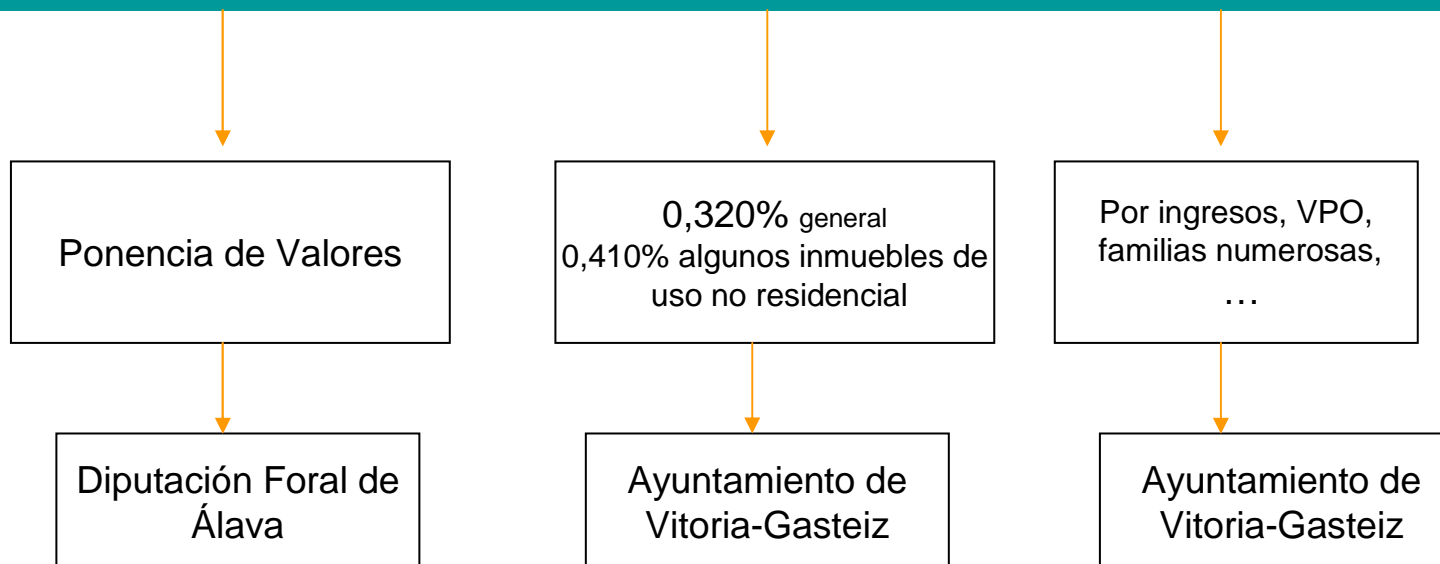 Ponencia de Valores
0,320% general
0,410% algunos inmuebles de
uso no residencial
Por ingresos, VPO,
familias numerosas,
…
Diputación Foral de
Álava
Ayuntamiento de
Vitoria-Gasteiz
Ayuntamiento de
Vitoria-Gasteiz